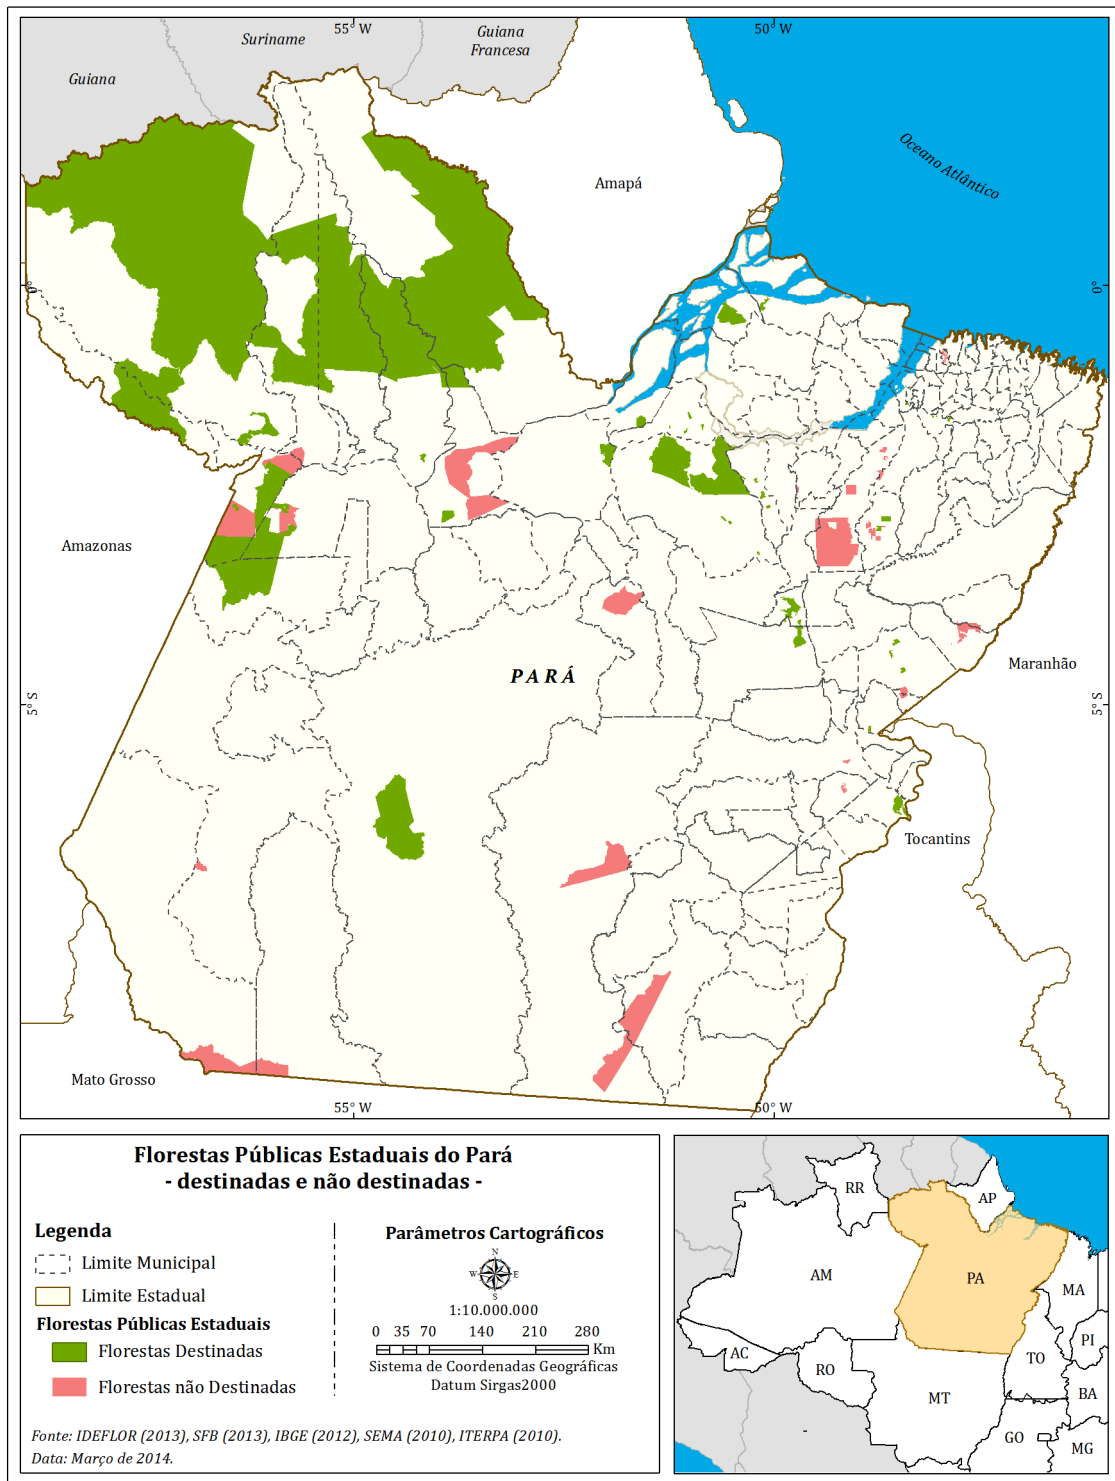 55° W
50° W
Suriname
Guiana
Francesa
Guiana
Oceano Atlântico
Amapá
0°
0°
Amazonas
PARÁ
Maranhão
5° S
5° S
Tocantins
Mato Grosso
55° W
50° W
Florestas Públicas Estaduais do Pará
- destinadas e não destinadas -
Legenda
Limite Municipal
Limite Estadual
Florestas Públicas Estaduais
Florestas Destinadas
Florestas não Destinadas
Parâmetros Cartográficos
N
W E
S
1:10.000.000
0 35 70 140 210 280
Km
Sistema de Coordenadas Geográficas
Datum Sirgas2000
Fonte: IDEFLOR (2013), SFB (2013), IBGE (2012), SEMA (2010), ITERPA (2010).
Data: Março de 2014.
RR
AP
AM
PA
MA
PI
AC
RO
TO
BA
MT
GO
MG